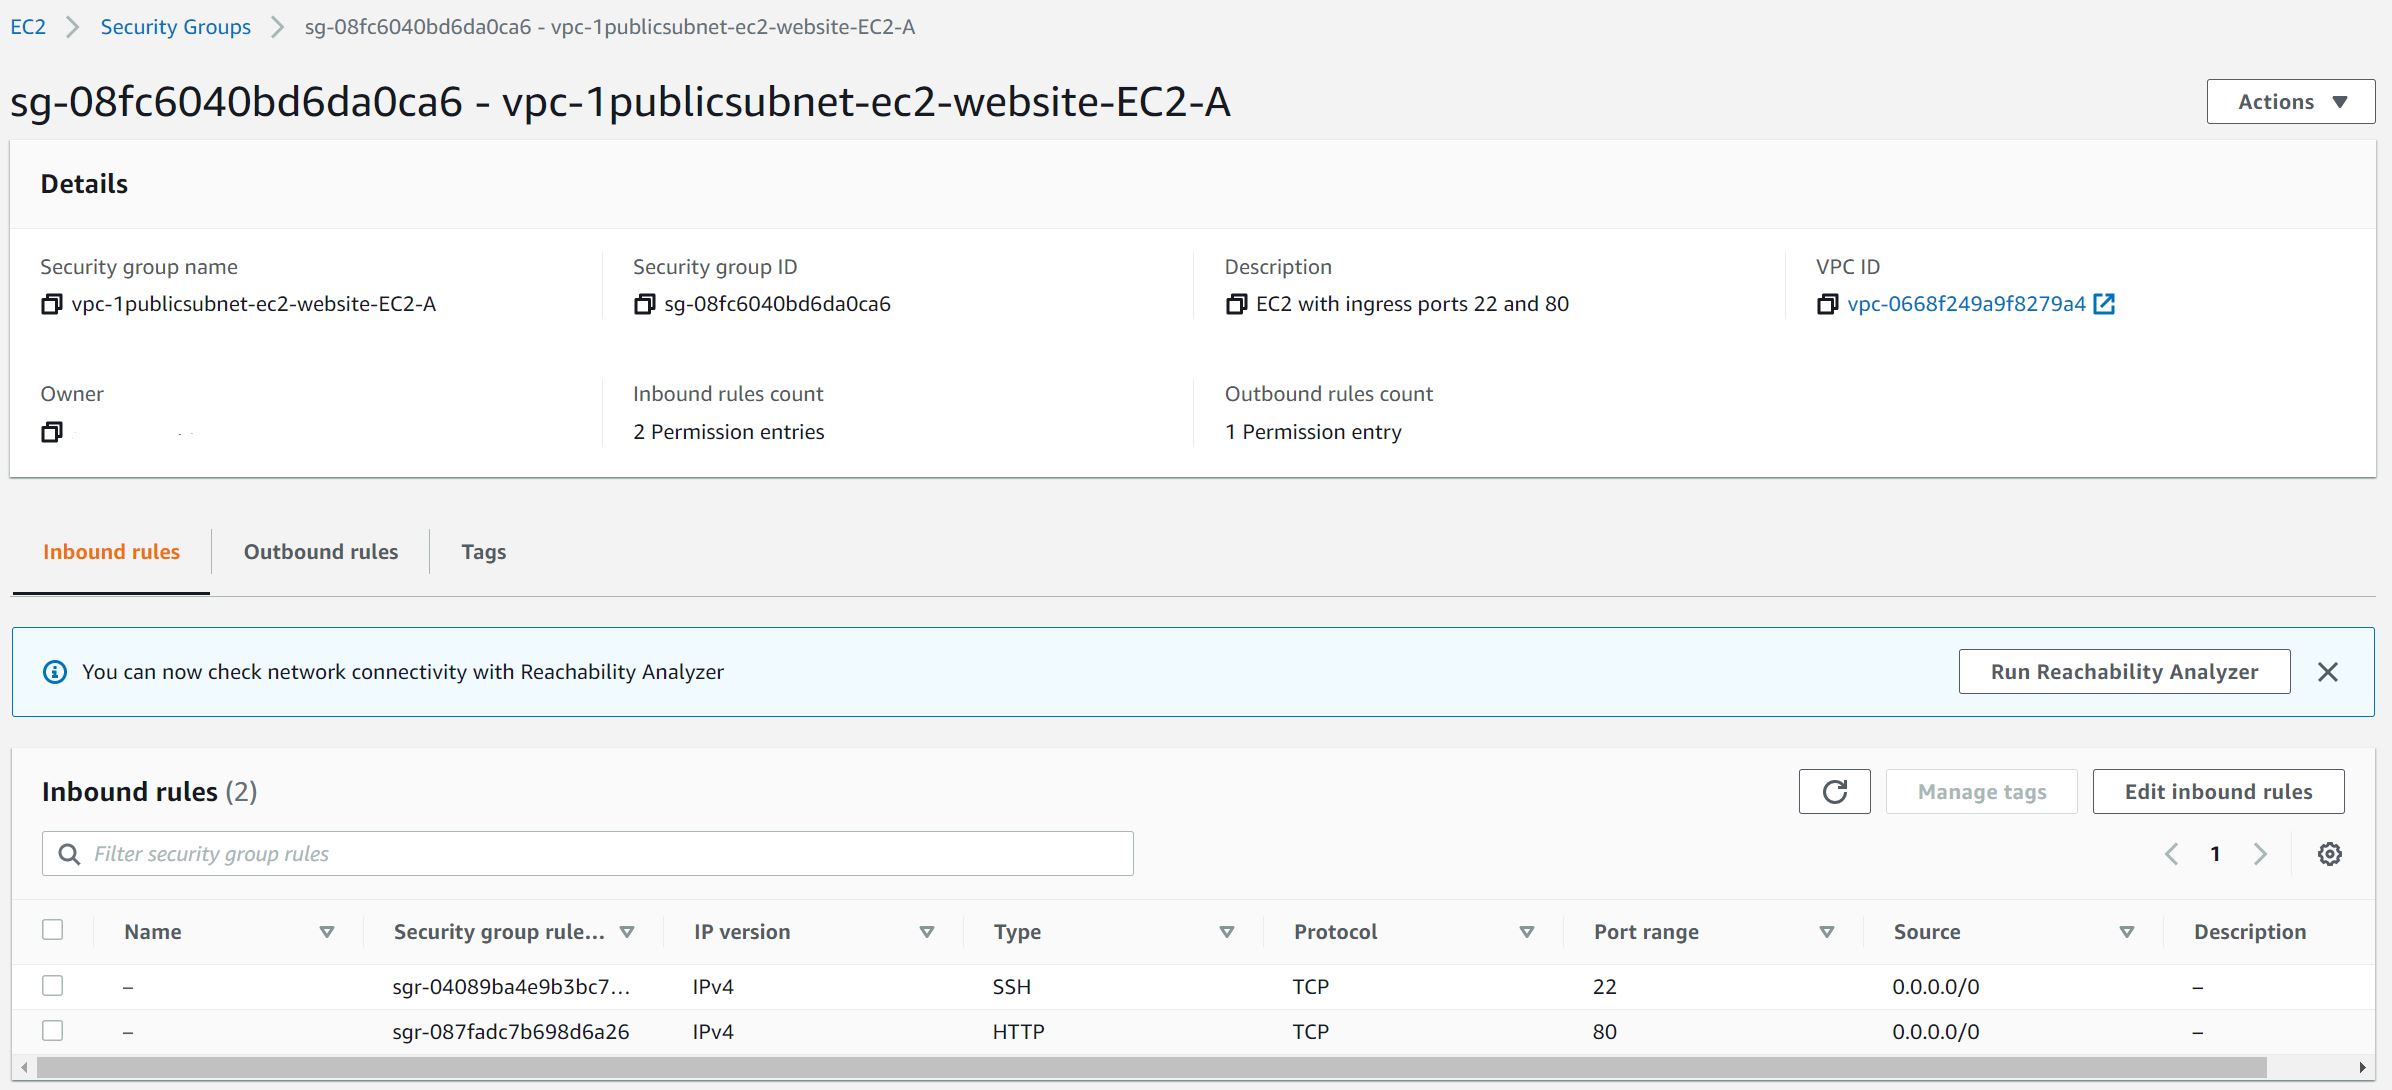 EC2 > Security Groups > sg-08fc6040bd6da0ca6 - vpc-1publicsubnet-ec2-website-EC2-A
sg-08fc6040bd6da0ca6 - vpc-1publicsubnet-ec2-website-EC2-A
Actions
Details
Security group name
vpc-1publicsubnet-ec2-website-EC2-A
Security group ID
sg-08fc6040bd6da0ca6
Description
EC2 with ingress ports 22 and 80
VPC ID
vpc-0668f249a9f8279a4
Owner
Inbound rules count
2 Permission entries
Outbound rules count
1 Permission entry
Inbound rules Outbound rules Tags
You can now check network connectivity with Reachability Analyzer
Run Reachability Analyzer
Inbound rules (2)
Manage tags
Edit inbound rules
Filter security group rules
1
Name Security group rule... IP version Type Protocol Port range Source Description
– sgr-04089ba4e9b3bc7... IPv4 SSH TCP 22 0.0.0.0/0 –
– sgr-087fadc7b698d6a26 IPv4 HTTP TCP 80 0.0.0.0/0 –